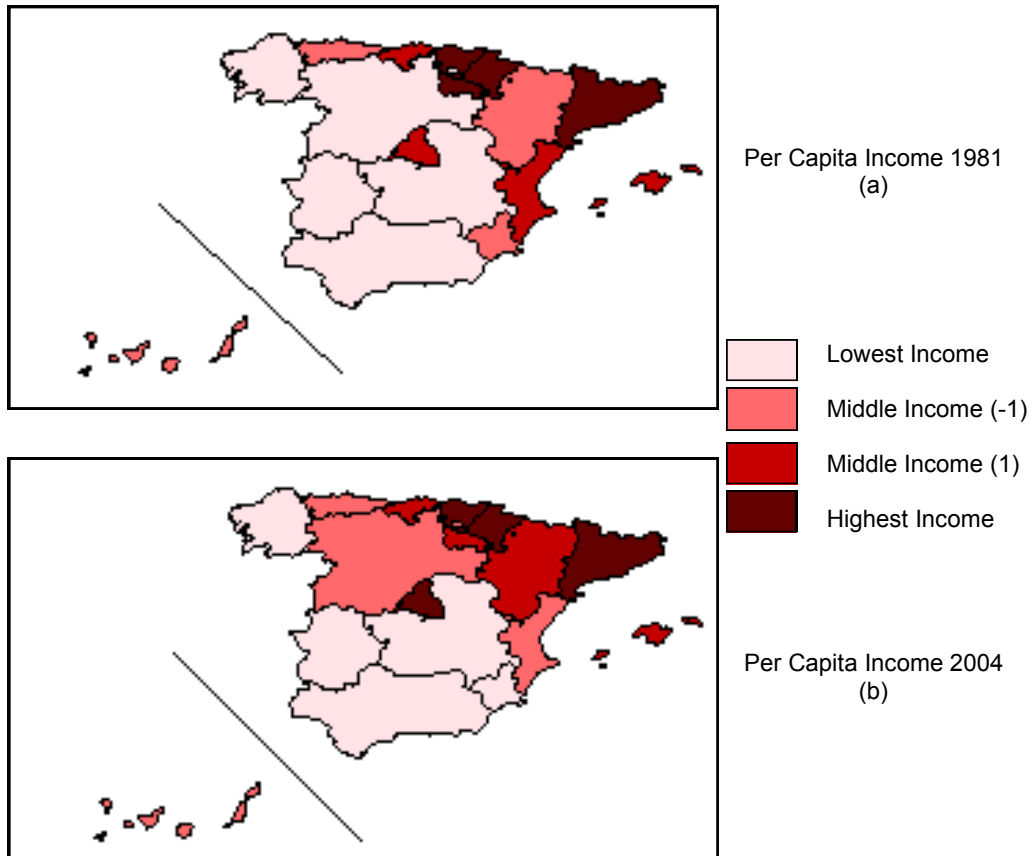 Per Capita Income 1981
(a)
Lowest Income
Middle Income (-1)
Middle Income (1)
Highest Income
Per Capita Income 2004
(b)